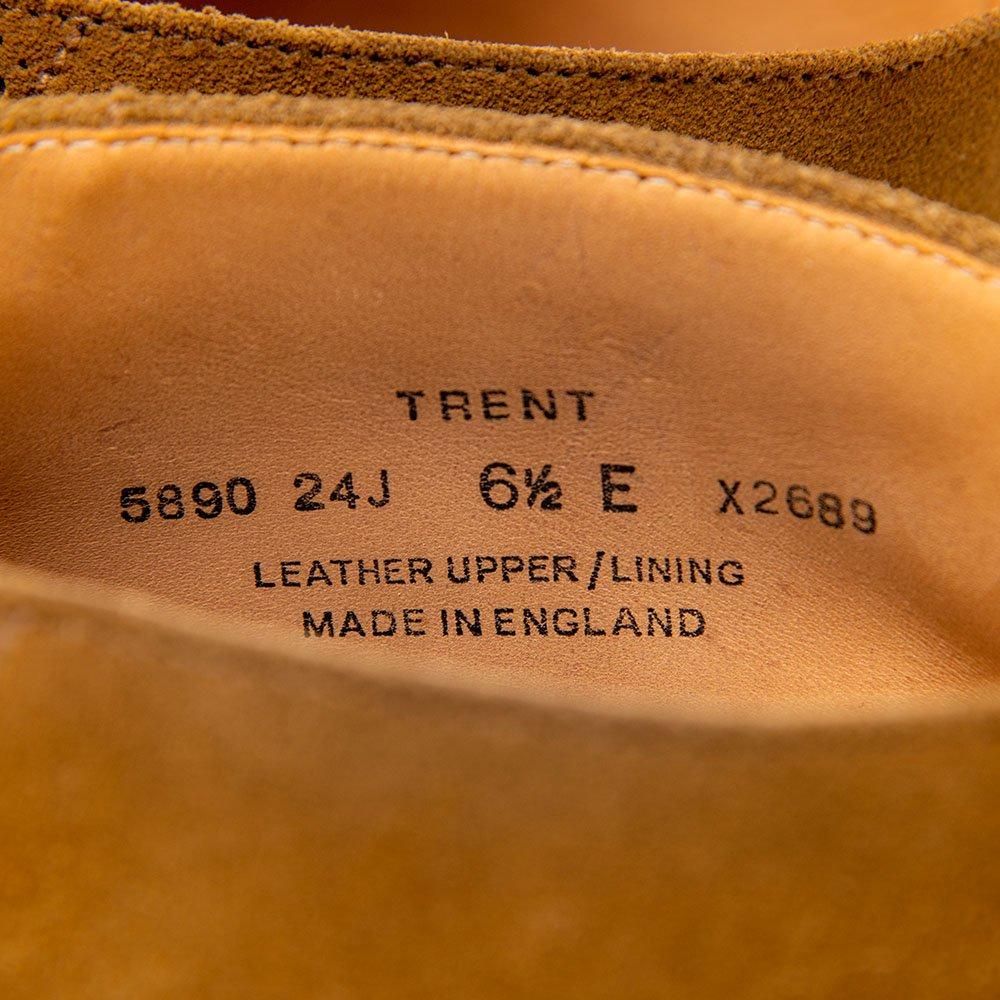 TRENT
5890 24J 6½ E X2689
LEATHER UPPER/LINING
MADE IN ENGLAND